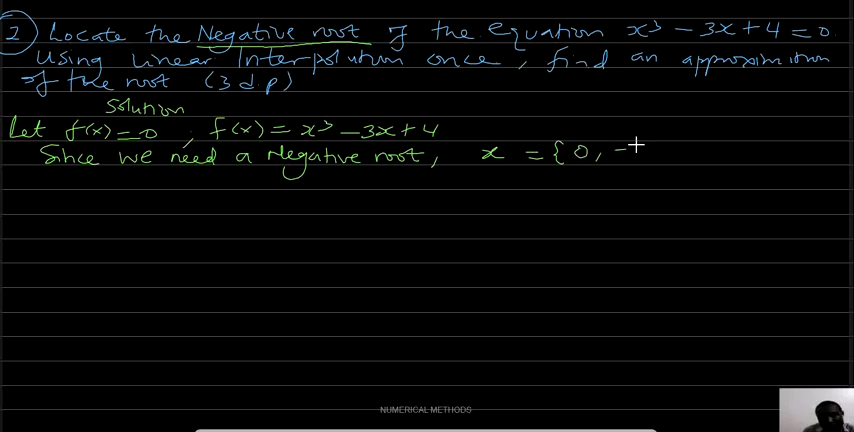 2 Locate the Negative root of the equation x³ - 3x + 4 = 0.
Using Linear Interpolation once, find an approximation
of the root (3 d.p)
Solution
Let f(x) = 0 ; f(x) = x³ - 3x + 4
Since we need a Negative root, x = { 0, -
NUMERICAL METHODS